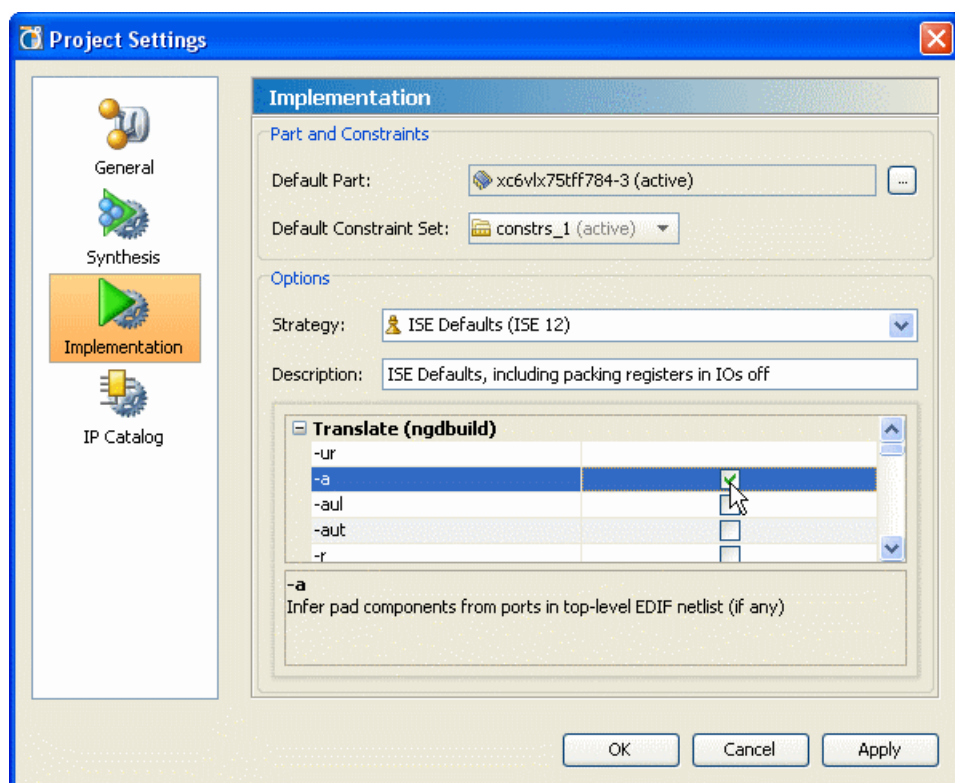 Project Settings
General
Synthesis
Implementation
IP Catalog
Implementation
Part and Constraints
Default Part: xc6vlx75tff784-3 (active) ...
Default Constraint Set: constrs_1 (active)
Options
Strategy: ISE Defaults (ISE 12)
Description: ISE Defaults, including packing registers in IOs off
Translate (ngdbuild)
-ur
-a
-aul
-aut
-r
-a
Infer pad components from ports in top-level EDIF netlist (if any)
OK Cancel Apply